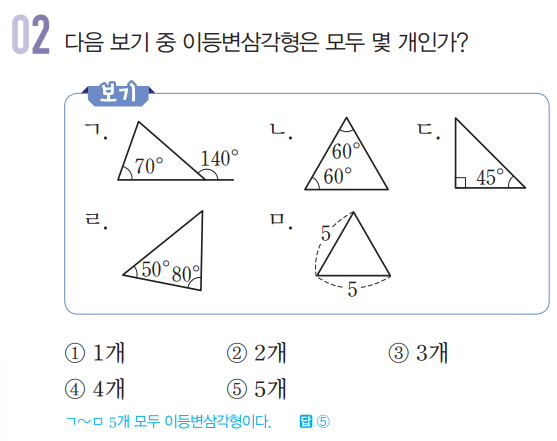 02 다음 보기 중 이등변삼각형은 모두 몇 개인가?
보기
ㄱ. 70° 140°
ㄴ. 60° 60°
ㄷ. 45°
ㄹ. 50° 80°
ㅁ. 5 5
① 1개 ② 2개 ③ 3개
④ 4개 ⑤ 5개
ㄱ~ㅁ 5개 모두 이등변삼각형이다. 답 ⑤